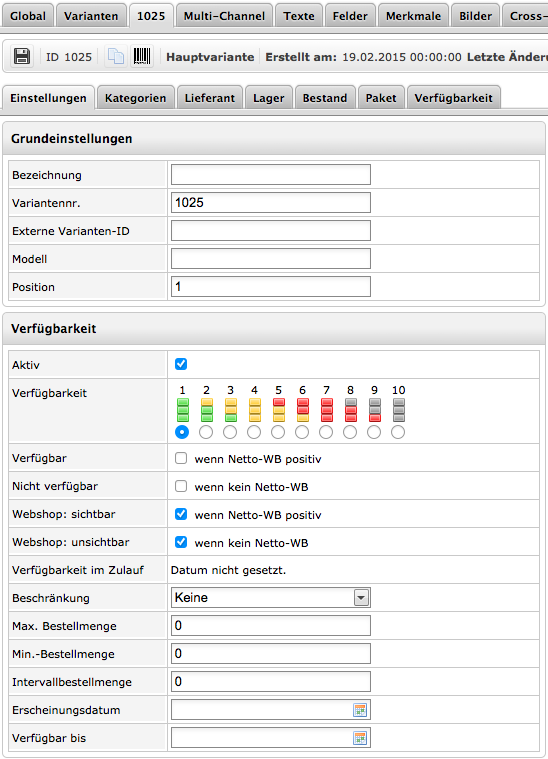 Global Varianten 1025 Multi-Channel Texte Felder Merkmale Bilder Cross-
ID 1025 Hauptvariante Erstellt am: 19.02.2015 00:00:00 Letzte Änder
Einstellungen Kategorien Lieferant Lager Bestand Paket Verfügbarkeit
Grundeinstellungen
Bezeichnung
Variantennr. 1025
Externe Varianten-ID
Modell
Position 1
Verfügbarkeit
Aktiv
Verfügbarkeit 1 2 3 4 5 6 7 8 9 10
Verfügbar wenn Netto-WB positiv
Nicht verfügbar wenn kein Netto-WB
Webshop: sichtbar wenn Netto-WB positiv
Webshop: unsichtbar wenn kein Netto-WB
Verfügbarkeit im Zulauf Datum nicht gesetzt.
Beschränkung Keine
Max. Bestellmenge 0
Min.-Bestellmenge 0
Intervallbestellmenge 0
Erscheinungsdatum
Verfügbar bis